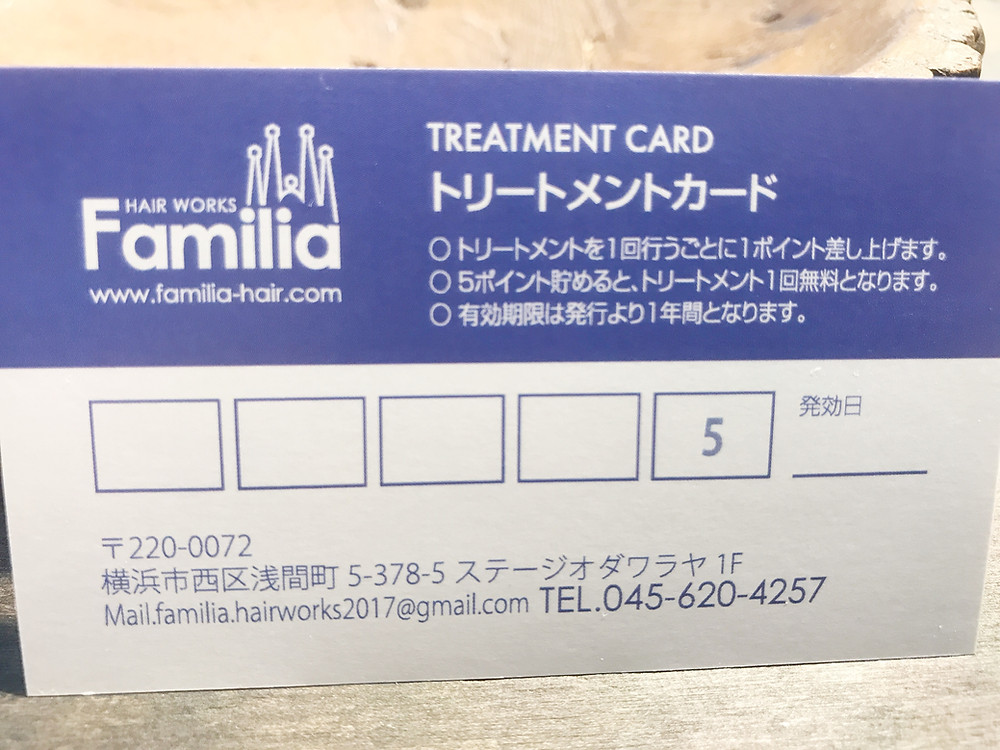 HAIR WORKS
Familia
www.familia-hair.com
TREATMENT CARD
トリートメントカード
○ トリートメントを1回行うごとに1ポイント差し上げます。
○ 5ポイント貯めると、トリートメント1回無料となります。
○ 有効期限は発行より1年間となります。
5
発効日
〒220-0072
横浜市西区浅間町 5-378-5 ステージオダワラヤ 1F
Mail.familia.hairworks2017@gmail.com TEL.045-620-4257